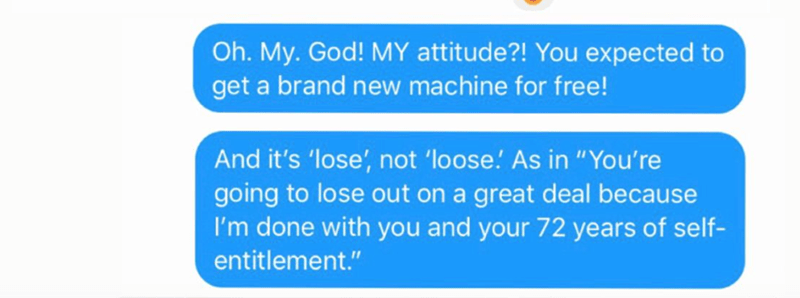 Oh. My. God! MY attitude?! You expected to
get a brand new machine for free!
And it's 'lose', not 'loose.' As in "You're
going to lose out on a great deal because
I'm done with you and your 72 years of self-
entitlement."